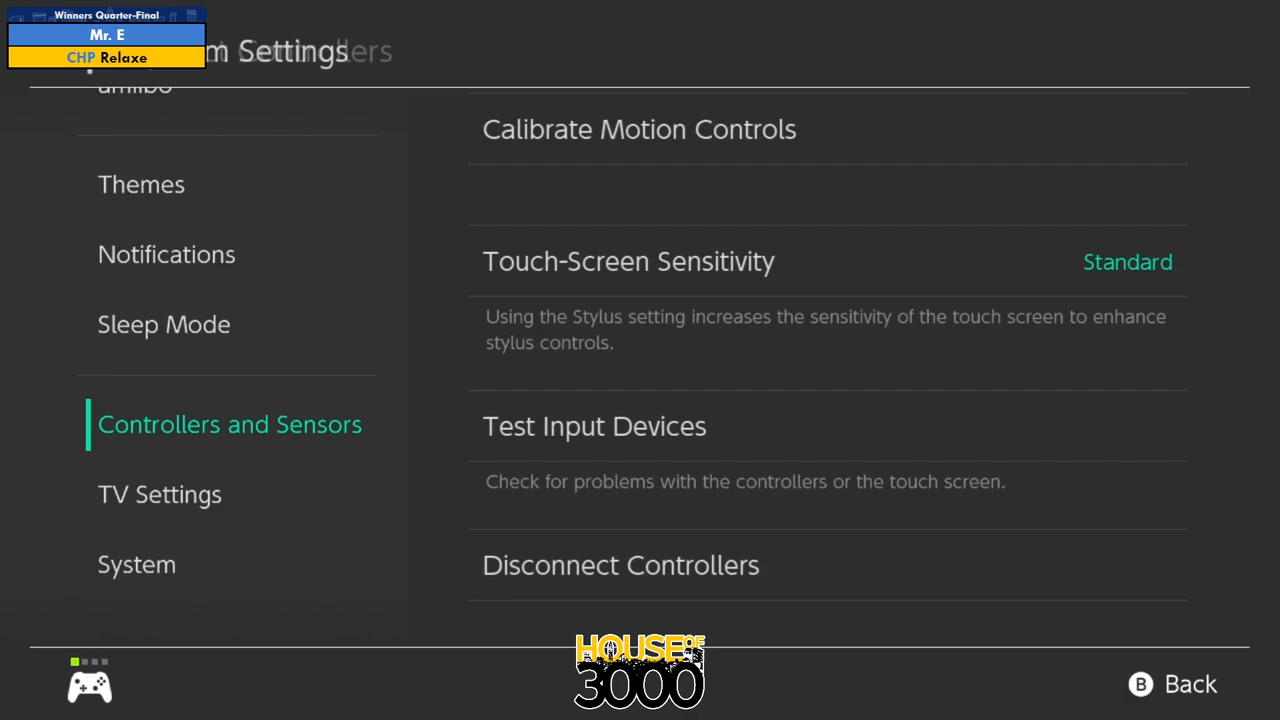 Winners Quarter-Final
Mr. E
CHP Relaxe
m Settings
llers
amiibo
Themes
Notifications
Sleep Mode
Controllers and Sensors
TV Settings
System
Calibrate Motion Controls
Touch-Screen Sensitivity
Standard
Using the Stylus setting increases the sensitivity of the touch screen to enhance
stylus controls.
Test Input Devices
Check for problems with the controllers or the touch screen.
Disconnect Controllers
HOUSE OF
3000
B Back